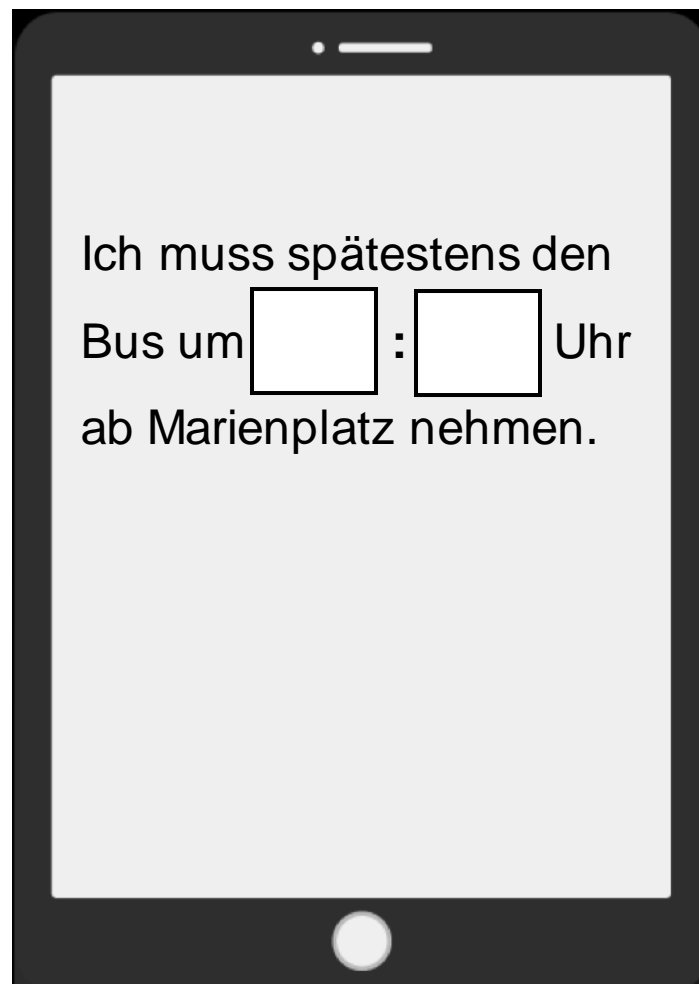 Ich muss spätestens den
Bus um : Uhr
ab Marienplatz nehmen.